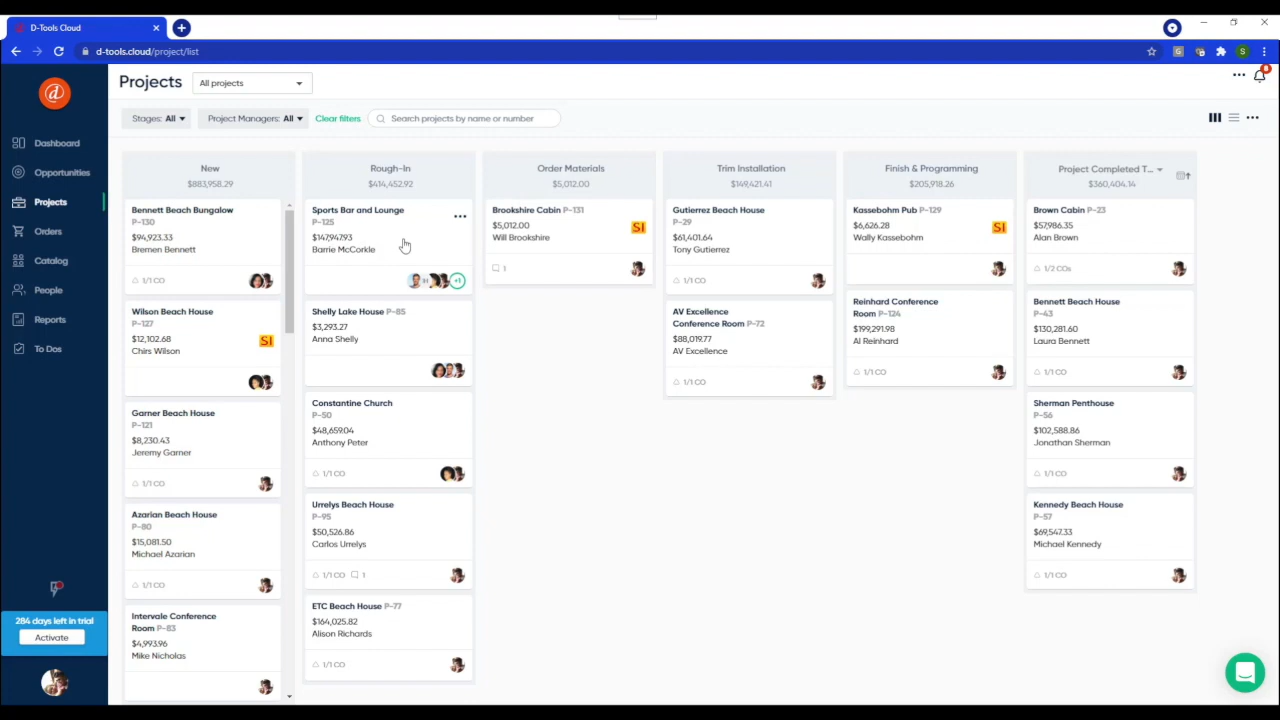 D-Tools Cloud
d-tools.cloud/project/list
S
Projects
All projects
Stages: All
Project Managers: All
Clear filters
Search projects by name or number
Dashboard
Opportunities
Projects
Orders
Catalog
People
Reports
To Dos
284 days left in trial
Activate
New
$883,958.29
Bennett Beach Bungalow
P-130
$94,923.33
Bremen Bennett
1/1 CO
Wilson Beach House
P-127
$12,102.68
Chirs Wilson
SI
Garner Beach House
P-121
$8,230.43
Jeremy Garner
1/1 CO
Azarian Beach House
P-80
$15,081.50
Michael Azarian
1/1 CO
Intervale Conference
Room P-83
$4,993.96
Mike Nicholas
Rough-In
$414,452.92
Sports Bar and Lounge
P-125
$147,947.93
Barrie McCorkle
+1
Shelly Lake House P-85
$3,293.27
Anna Shelly
Constantine Church
P-50
$48,659.04
Anthony Peter
1/1 CO
Urrelys Beach House
P-95
$50,526.86
Carlos Urrelys
1/1 CO 1
ETC Beach House P-77
$164,025.82
Alison Richards
1/1 CO
Order Materials
$5,012.00
Brookshire Cabin P-131
$5,012.00
Will Brookshire
SI
1
Trim Installation
$149,421.41
Gutierrez Beach House
P-29
$61,401.64
Tony Gutierrez
1/1 CO
AV Excellence
Conference Room P-72
$88,019.77
AV Excellence
1/1 CO
Finish & Programming
$205,918.26
Kassebohm Pub P-129
$6,626.28
Wally Kassebohm
SI
Reinhard Conference
Room P-124
$199,291.98
Al Reinhard
1/1 CO
Project Completed T...
$360,404.14
Brown Cabin P-23
$57,986.35
Alan Brown
1/2 COs
Bennett Beach House
P-43
$130,281.60
Laura Bennett
1/1 CO
Sherman Penthouse
P-56
$102,588.86
Jonathan Sherman
1/1 CO
Kennedy Beach House
P-57
$69,547.33
Michael Kennedy
1/1 CO